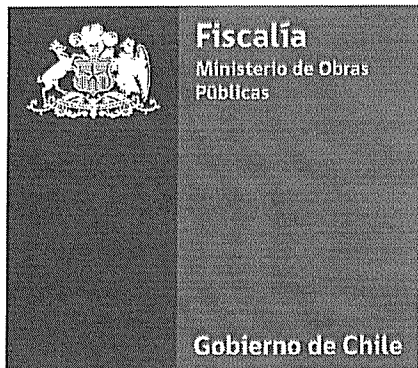 Fiscalía
Ministerio de Obras
Públicas
Gobierno de Chile